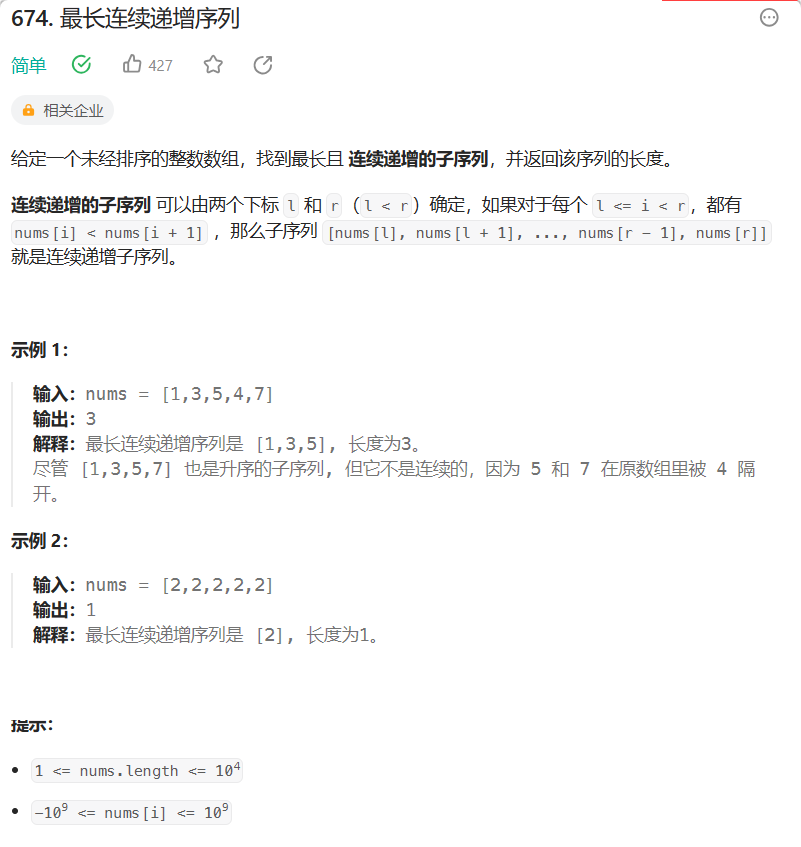 674. 最长连续递增序列
简单 427
相关企业
给定一个未经排序的整数数组，找到最长且 连续递增的子序列，并返回该序列的长度。
连续递增的子序列 可以由两个下标 l 和 r（l < r）确定，如果对于每个 l <= i < r，都有
nums[i] < nums[i + 1] ，那么子序列 [nums[l], nums[l + 1], ..., nums[r - 1], nums[r]]
就是连续递增子序列。
示例 1：
输入：nums = [1,3,5,4,7]
输出：3
解释：最长连续递增序列是 [1,3,5], 长度为3。
尽管 [1,3,5,7] 也是升序的子序列, 但它不是连续的，因为 5 和 7 在原数组里被 4 隔
开。
示例 2：
输入：nums = [2,2,2,2,2]
输出：1
解释：最长连续递增序列是 [2], 长度为1。
提示：
• 1 <= nums.length <= 10⁴
• -10⁹ <= nums[i] <= 10⁹